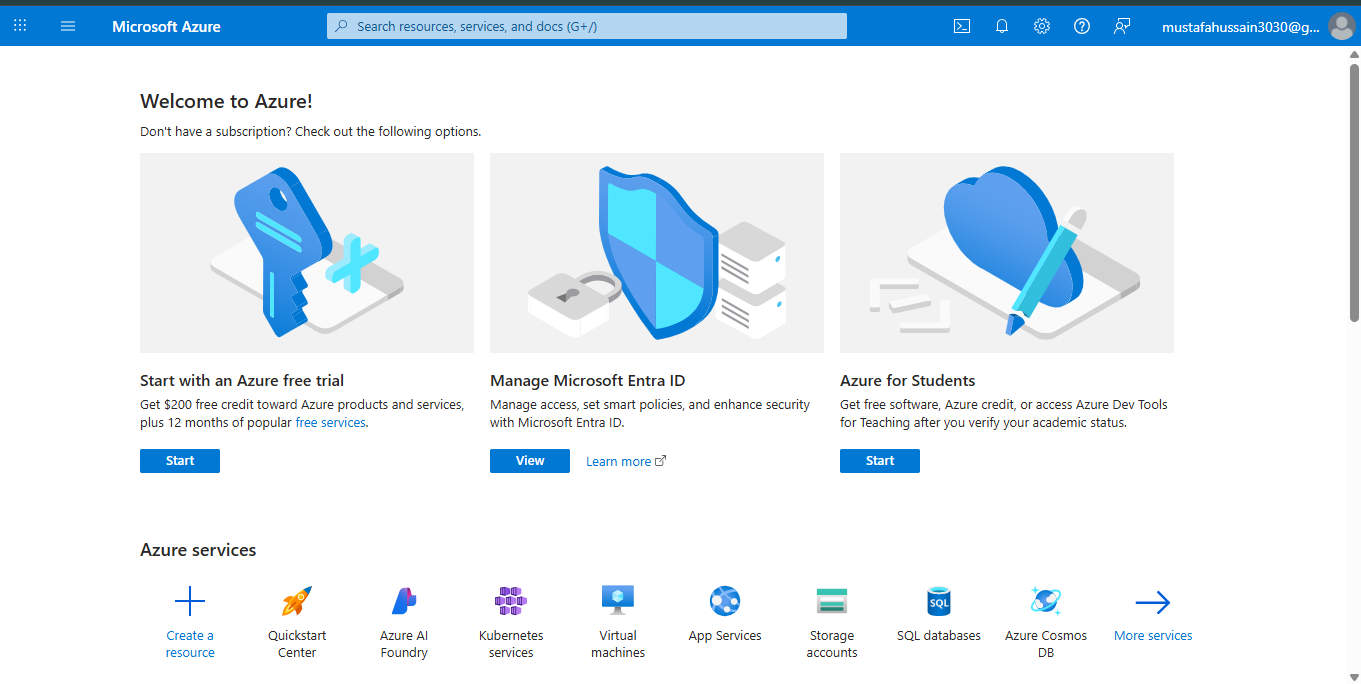 Microsoft Azure
Search resources, services, and docs (G+/)
mustafahussain3030@g...
Welcome to Azure!
Don't have a subscription? Check out the following options.
Start with an Azure free trial
Get $200 free credit toward Azure products and services,
plus 12 months of popular free services.
Start
Manage Microsoft Entra ID
Manage access, set smart policies, and enhance security
with Microsoft Entra ID.
View
Learn more
Azure for Students
Get free software, Azure credit, or access Azure Dev Tools
for Teaching after you verify your academic status.
Start
Azure services
Create a
resource
Quickstart
Center
Azure AI
Foundry
Kubernetes
services
Virtual
machines
App Services
Storage
accounts
SQL
SQL databases
Azure Cosmos
DB
More services